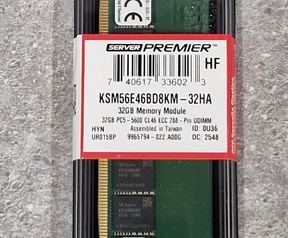 SERVER PREMIER™
7 40617 33602 3
HF
KSM56E46BD8KM-32HA
32GB Memory Module
32GB PC5-5600 CL46 ECC 288-Pin UDIMM
HYN Assembled in Taiwan ID: DU36
UR015BP 9965794-022.A00G DC: 2548